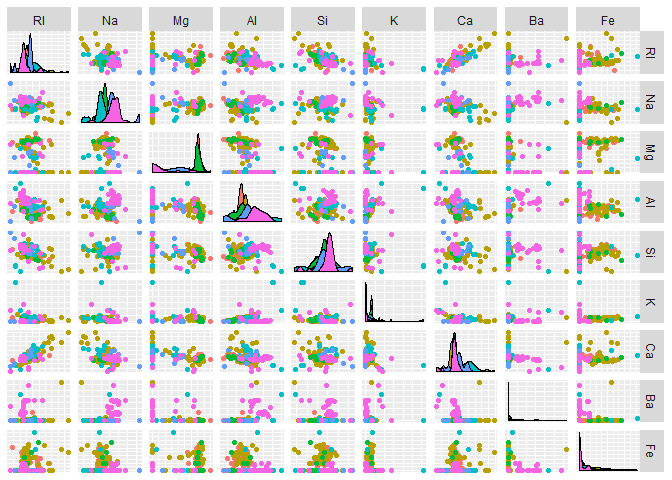 RI Na Mg Al Si K Ca Ba Fe
RI
Na
Mg
Al
Si
K
Ca
Ba
Fe